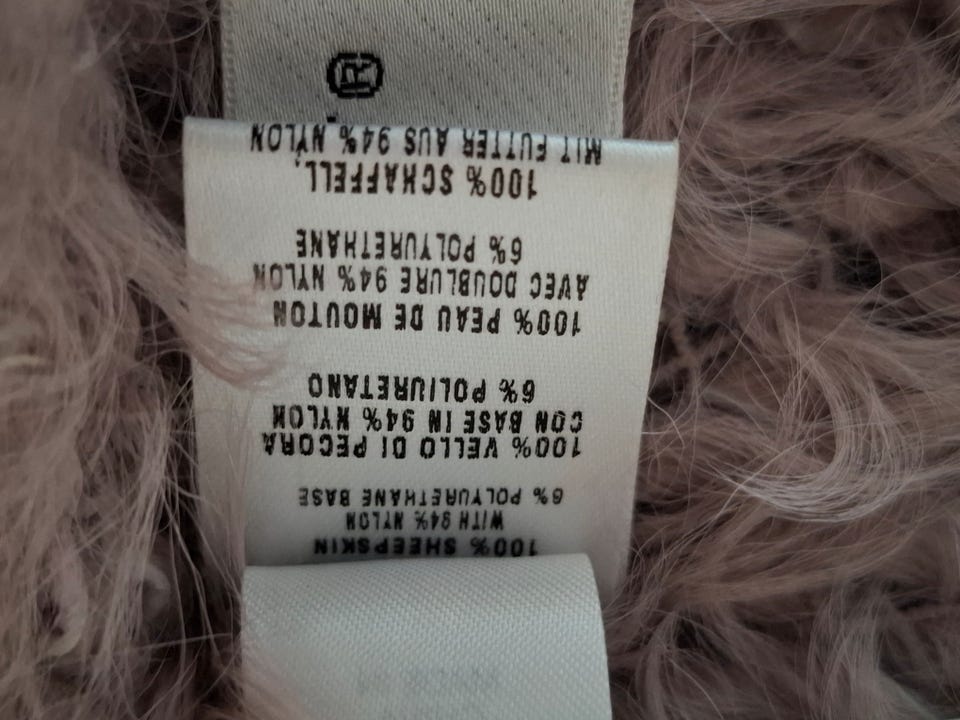 100% SHEEPSKIN
WITH 94% NYLON
6% POLYURETHANE BASE
100% VELLO DI PECORA
CON BASE IN 94% NYLON
6% POLIURETANO
100% PEAU DE MOUTON
AVEC DOUBLURE 94% NYLON
6% POLYURETHANE
100% SCHAFFELL,
MIT FUTTER AUS 94% NYLON
®